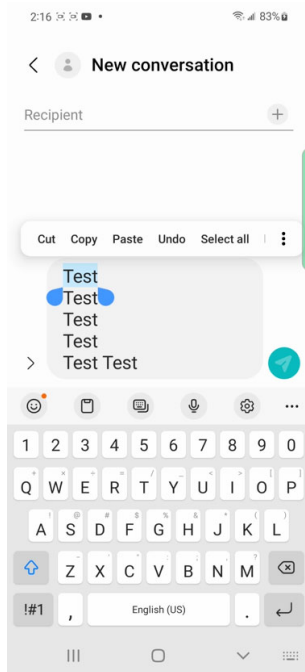 2:16
83%
New conversation
Recipient
Cut Copy Paste Undo Select all
Test
Test
Test
Test
Test Test
1 2 3 4 5 6 7 8 9 0
Q W E R T Y U I O P
A S D F G H J K L
Z X C V B N M
!#1 , English (US) .